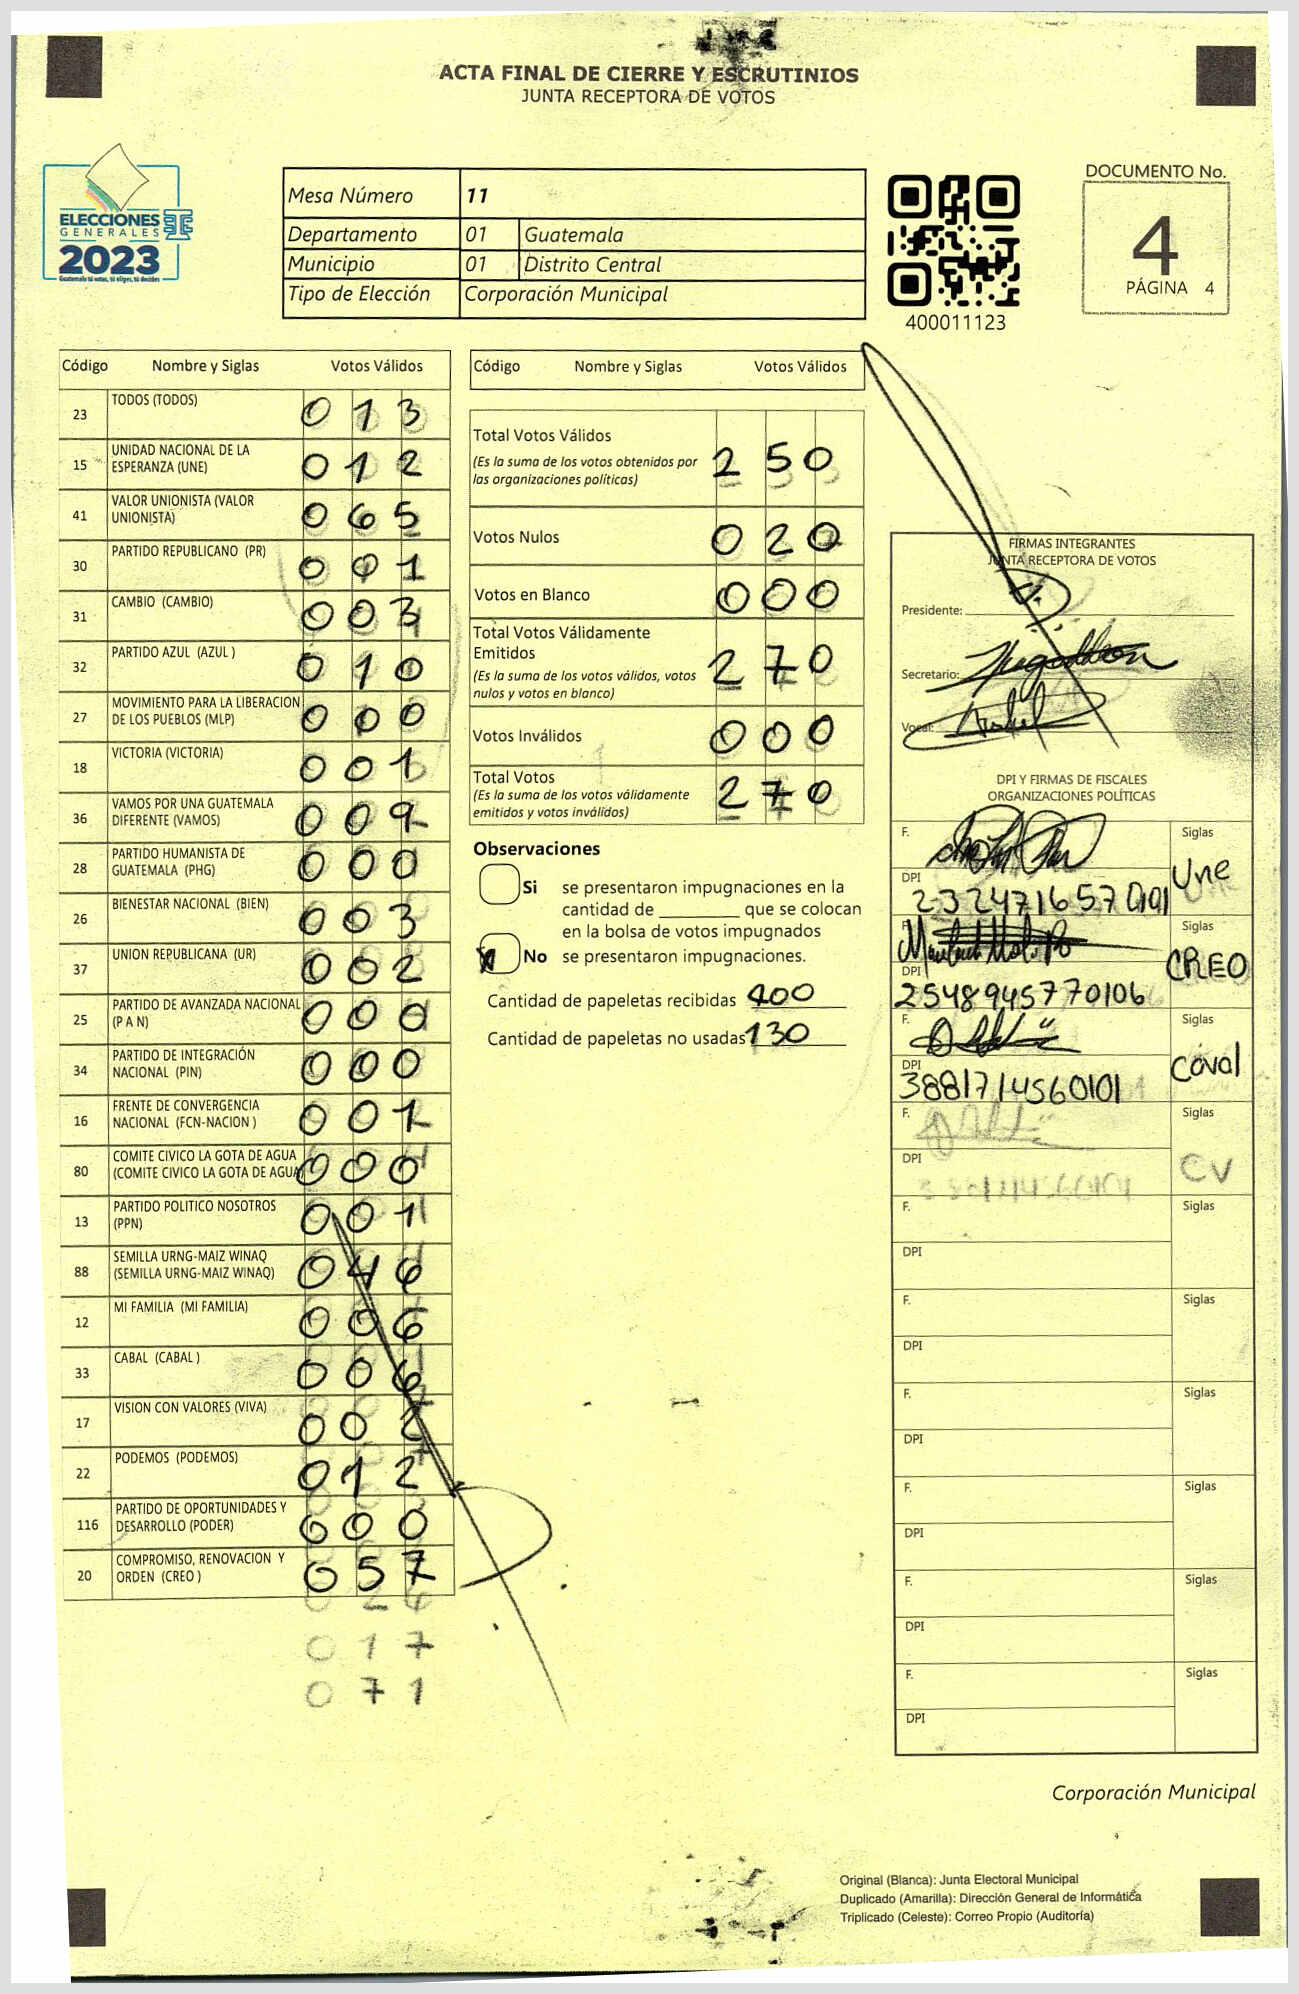 ACTA FINAL DE CIERRE Y ESCRUTINIOS
JUNTA RECEPTORA DE VOTOS
ELECCIONES
GENERALES
2023
Guatemala tú votas, tú eliges, tú decides
Mesa Número 11
Departamento 01 Guatemala
Municipio 01 Distrito Central
Tipo de Elección Corporación Municipal
400011123
DOCUMENTO No.
4
PÁGINA 4
Código Nombre y Siglas Votos Válidos
23 TODOS (TODOS) 013
15 UNIDAD NACIONAL DE LA ESPERANZA (UNE) 012
41 VALOR UNIONISTA (VALOR UNIONISTA) 065
30 PARTIDO REPUBLICANO (PR) 001
31 CAMBIO (CAMBIO) 003
32 PARTIDO AZUL (AZUL ) 010
27 MOVIMIENTO PARA LA LIBERACION DE LOS PUEBLOS (MLP) 000
18 VICTORIA (VICTORIA) 001
36 VAMOS POR UNA GUATEMALA DIFERENTE (VAMOS) 009
28 PARTIDO HUMANISTA DE GUATEMALA (PHG) 000
26 BIENESTAR NACIONAL (BIEN) 003
37 UNION REPUBLICANA (UR) 002
25 PARTIDO DE AVANZADA NACIONAL (P A N) 000
34 PARTIDO DE INTEGRACIÓN NACIONAL (PIN) 000
16 FRENTE DE CONVERGENCIA NACIONAL (FCN-NACION ) 001
80 COMITE CIVICO LA GOTA DE AGUA (COMITE CIVICO LA GOTA DE AGUA) 000
13 PARTIDO POLITICO NOSOTROS (PPN) 001
88 SEMILLA URNG-MAIZ WINAQ (SEMILLA URNG-MAIZ WINAQ) 046
12 MI FAMILIA (MI FAMILIA) 006
33 CABAL (CABAL ) 006
17 VISION CON VALORES (VIVA) 002
22 PODEMOS (PODEMOS) 012
116 PARTIDO DE OPORTUNIDADES Y DESARROLLO (PODER) 000
20 COMPROMISO, RENOVACION Y ORDEN (CREO ) 057
017
071
Código Nombre y Siglas Votos Válidos
Total Votos Válidos 250
(Es la suma de los votos obtenidos por
las organizaciones políticas)
Votos Nulos 020
Votos en Blanco 000
Total Votos Válidamente
Emitidos 270
(Es la suma de los votos válidos, votos
nulos y votos en blanco)
Votos Inválidos 000
Total Votos 270
(Es la suma de los votos válidamente
emitidos y votos inválidos)
Observaciones
Si se presentaron impugnaciones en la
cantidad de ________ que se colocan
en la bolsa de votos impugnados
No se presentaron impugnaciones.
Cantidad de papeletas recibidas 400
Cantidad de papeletas no usadas 130
FIRMAS INTEGRANTES
JUNTA RECEPTORA DE VOTOS
Presidente:
Secretario:
Vocal:
DPI Y FIRMAS DE FISCALES
ORGANIZACIONES POLÍTICAS
F. Siglas Une
DPI 2324716570101
F. Siglas CREO
DPI 2548945770106
F. Siglas Caval
DPI 3881714560101
F. Siglas CV
DPI
F. Siglas
DPI
F. Siglas
DPI
F. Siglas
DPI
F. Siglas
DPI
F. Siglas
DPI
F. Siglas
DPI
Corporación Municipal
Original (Blanca): Junta Electoral Municipal
Duplicado (Amarilla): Dirección General de Informática
Triplicado (Celeste): Correo Propio (Auditoría)